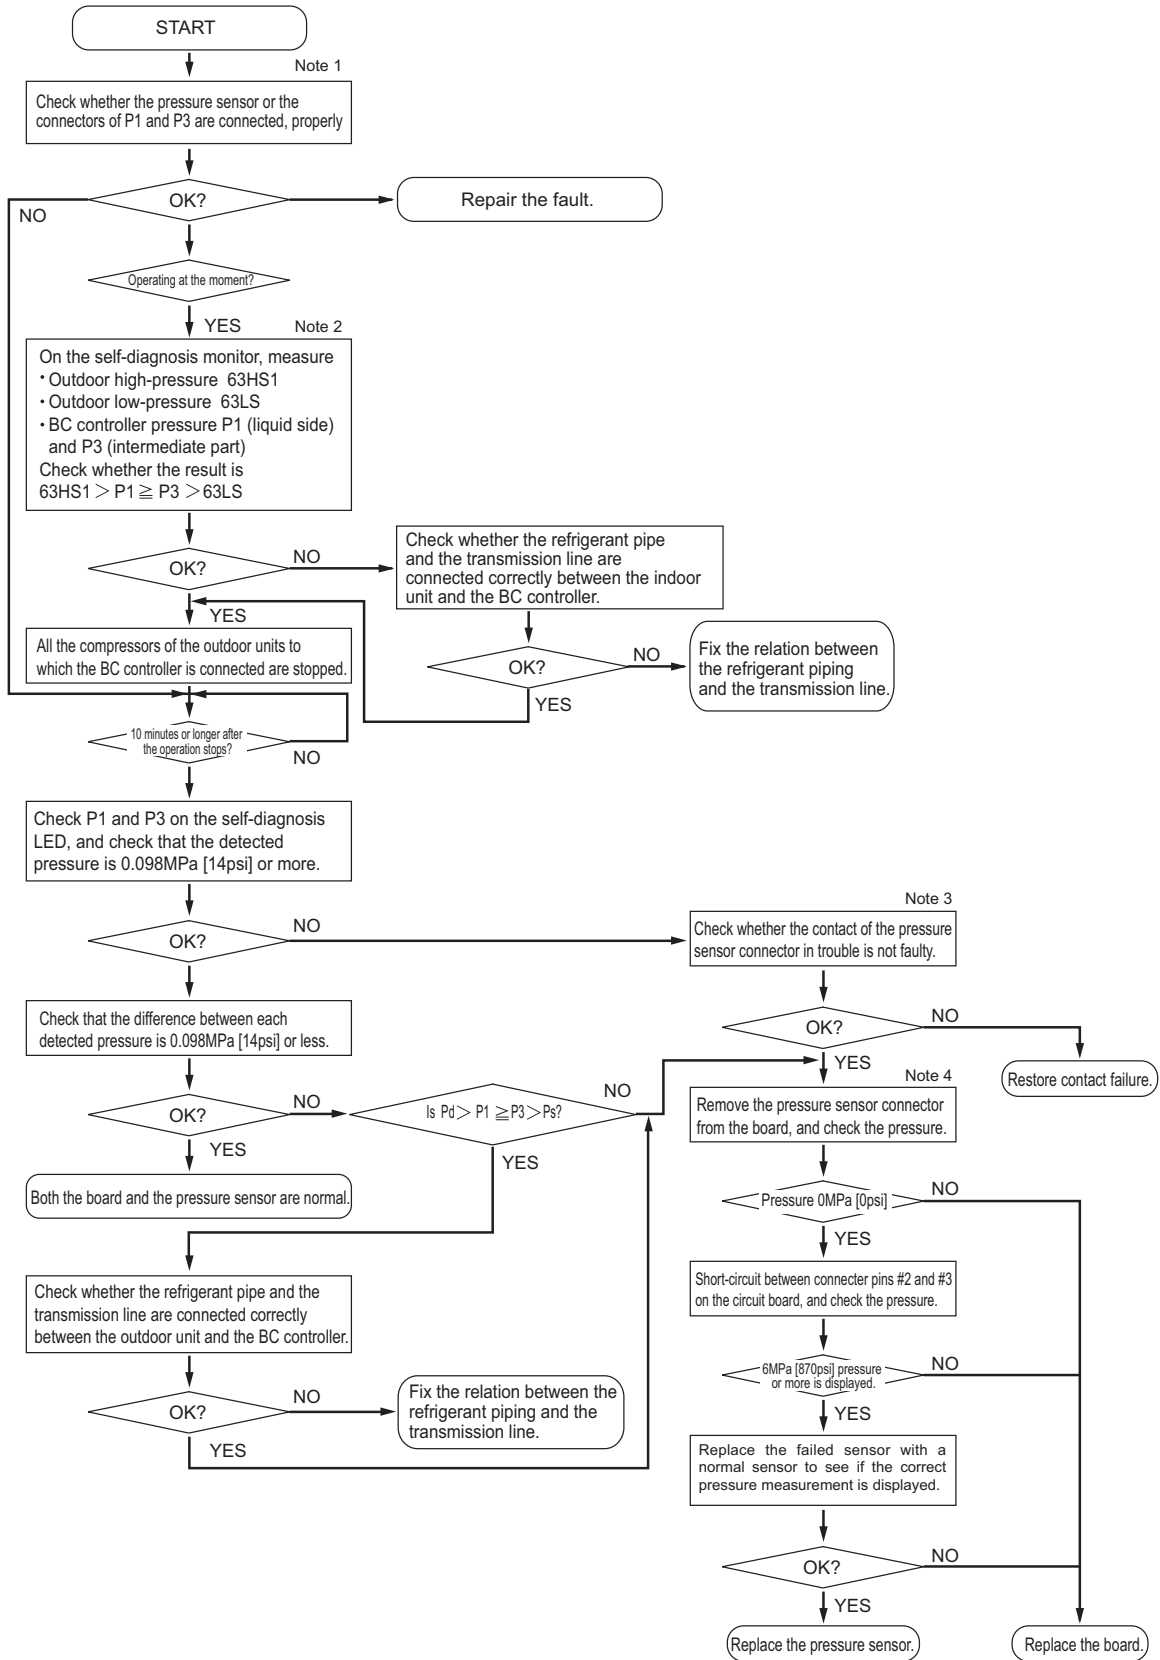 START
Note 1
Check whether the pressure sensor or the
connectors of P1 and P3 are connected, properly
OK?
Repair the fault.
NO
Operating at the moment?
YES
Note 2
On the self-diagnosis monitor, measure
・Outdoor high-pressure 63HS1
・Outdoor low-pressure 63LS
・BC controller pressure P1 (liquid side)
and P3 (intermediate part)
Check whether the result is
63HS1＞P1≧P3＞63LS
OK?
NO
Check whether the refrigerant pipe
and the transmission line are
connected correctly between the indoor
unit and the BC controller.
YES
All the compressors of the outdoor units to
which the BC controller is connected are stopped.
OK?
NO
Fix the relation between
the refrigerant piping
and the transmission line.
YES
10 minutes or longer after
the operation stops?
NO
Check P1 and P3 on the self-diagnosis
LED, and check that the detected
pressure is 0.098MPa [14psi] or more.
OK?
NO
Note 3
Check whether the contact of the pressure
sensor connector in trouble is not faulty.
OK?
NO
Restore contact failure.
YES
Check that the difference between each
detected pressure is 0.098MPa [14psi] or less.
OK?
NO
Is Pd＞P1≧P3＞Ps?
NO
YES
YES
Both the board and the pressure sensor are normal.
Note 4
Remove the pressure sensor connector
from the board, and check the pressure.
Pressure 0MPa [0psi]
NO
YES
Check whether the refrigerant pipe and the
transmission line are connected correctly
between the outdoor unit and the BC controller.
Short-circuit between connecter pins #2 and #3
on the circuit board, and check the pressure.
6MPa [870psi] pressure
or more is displayed.
NO
YES
OK?
NO
Fix the relation between the
refrigerant piping and the
transmission line.
YES
Replace the failed sensor with a
normal sensor to see if the correct
pressure measurement is displayed.
OK?
NO
YES
Replace the pressure sensor.
Replace the board.